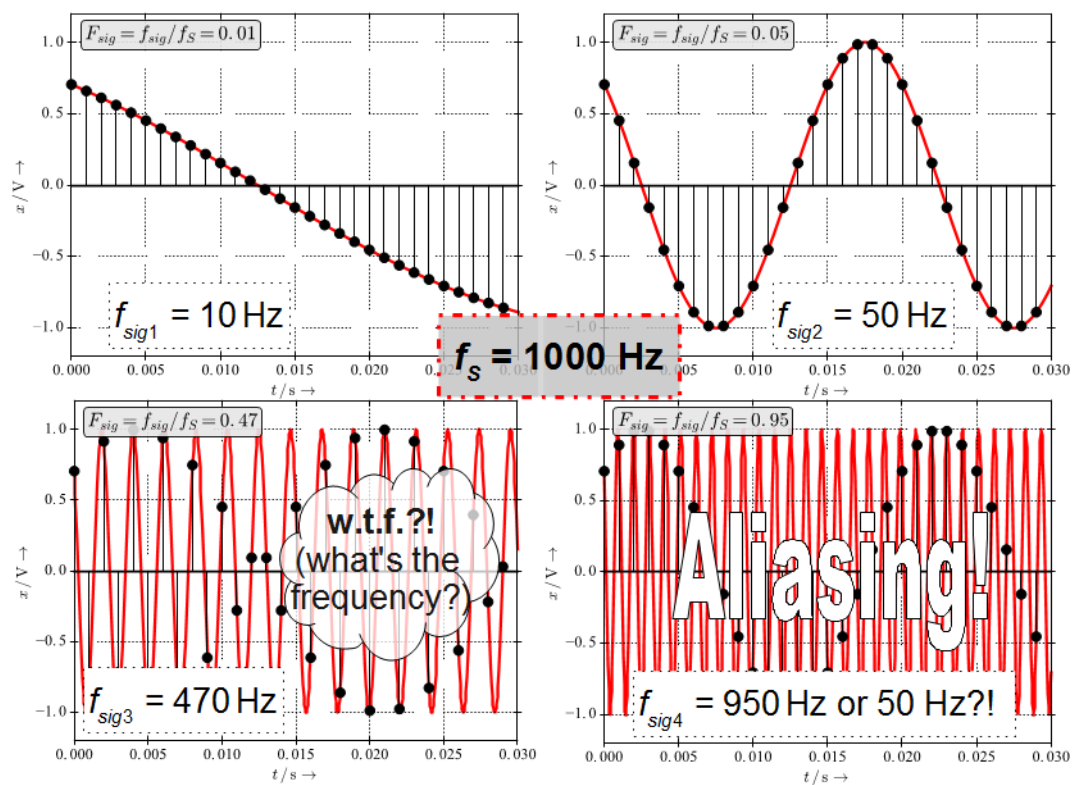 F_sig = f_sig/f_S = 0.01
1.0
0.5
0.0
−0.5
−1.0
x / V →
f_sig1 = 10 Hz
0.000 0.005 0.010 0.015 0.020 0.025 0.030
t / s →
F_sig = f_sig/f_S = 0.05
1.0
0.5
0.0
−0.5
−1.0
x / V →
f_sig2 = 50 Hz
0.000 0.005 0.010 0.015 0.020 0.025 0.030
t / s →
f_S = 1000 Hz
F_sig = f_sig/f_S = 0.47
1.0
0.5
0.0
−0.5
−1.0
x / V →
w.t.f.?!
(what's the
frequency?)
f_sig3 = 470 Hz
0.000 0.005 0.010 0.015 0.020 0.025 0.030
t / s →
F_sig = f_sig/f_S = 0.95
1.0
0.5
0.0
−0.5
−1.0
x / V →
Aliasing!
f_sig4 = 950 Hz or 50 Hz?!
0.000 0.005 0.010 0.015 0.020 0.025 0.030
t / s →